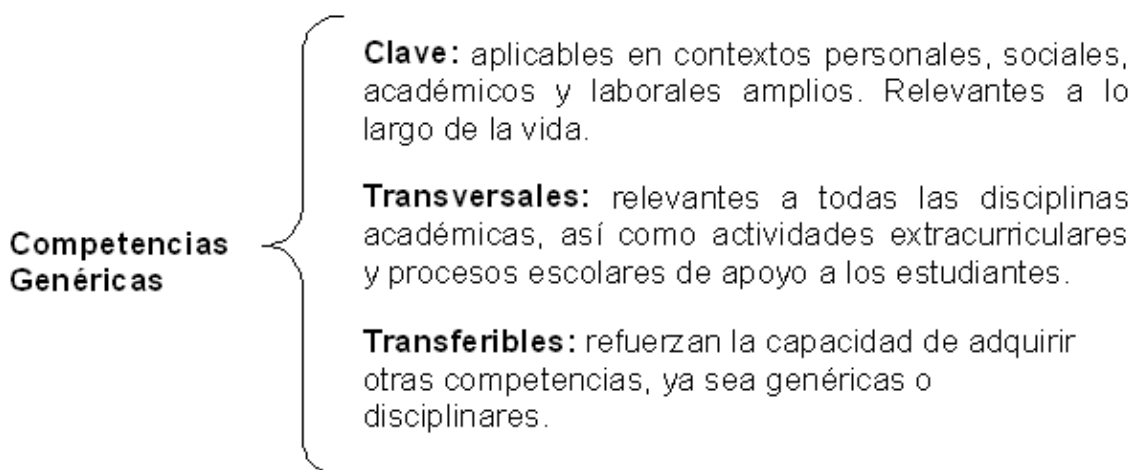 Competencias
Genéricas
Clave: aplicables en contextos personales, sociales,
académicos y laborales amplios. Relevantes a lo
largo de la vida.
Transversales: relevantes a todas las disciplinas
académicas, así como actividades extracurriculares
y procesos escolares de apoyo a los estudiantes.
Transferibles: refuerzan la capacidad de adquirir
otras competencias, ya sea genéricas o
disciplinares.